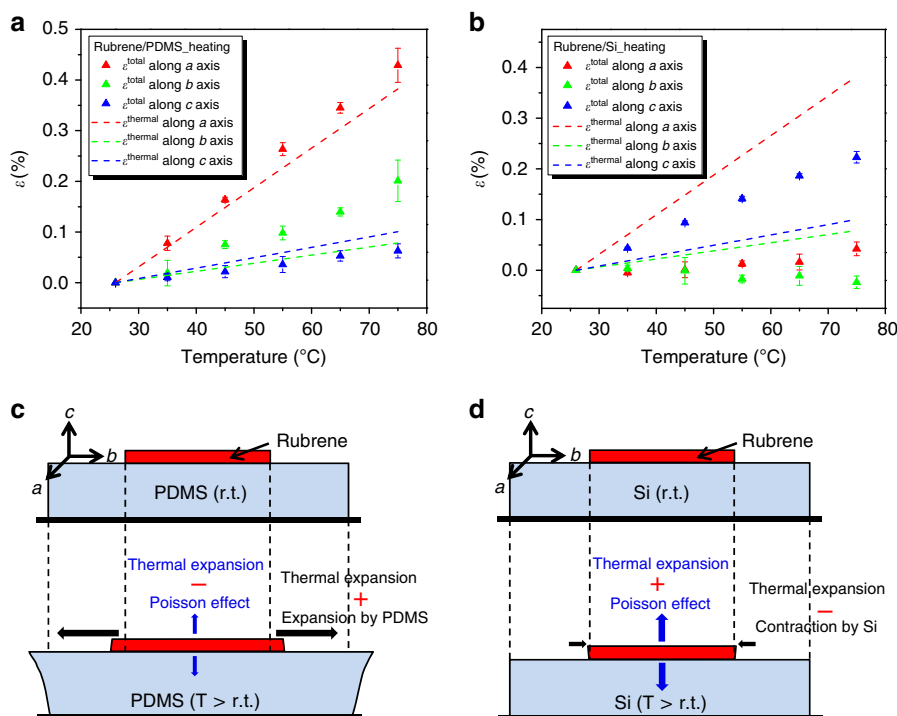 a
Rubrene/PDMS_heating
ε^total along a axis
ε^total along b axis
ε^total along c axis
ε^thermal along a axis
ε^thermal along b axis
ε^thermal along c axis
ε(%)
0.5
0.4
0.3
0.2
0.1
0.0
20 30 40 50 60 70 80
Temperature (°C)
b
Rubrene/Si_heating
ε^total along a axis
ε^total along b axis
ε^total along c axis
ε^thermal along a axis
ε^thermal along b axis
ε^thermal along c axis
ε(%)
0.4
0.3
0.2
0.1
0.0
20 30 40 50 60 70 80
Temperature (°C)
c
c
b
a
Rubrene
PDMS (r.t.)
Thermal expansion
−
Poisson effect
Thermal expansion
+
Expansion by PDMS
PDMS (T > r.t.)
d
c
b
a
Rubrene
Si (r.t.)
Thermal expansion
+
Poisson effect
Thermal expansion
−
Contraction by Si
Si (T > r.t.)